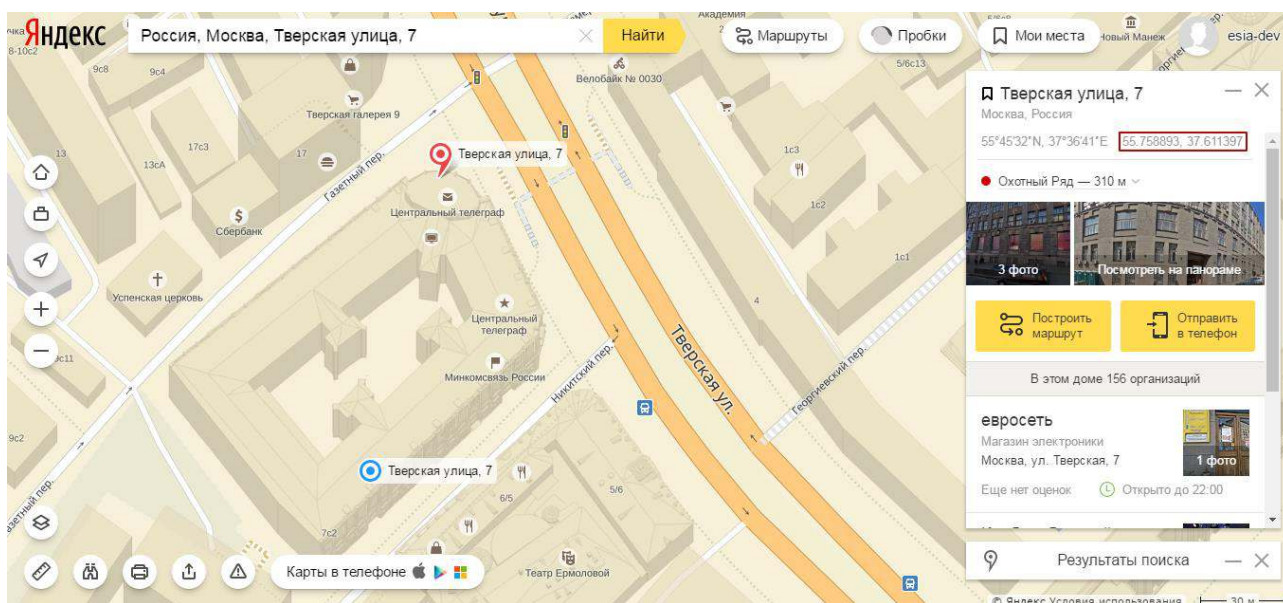 Яндекс
Россия, Москва, Тверская улица, 7
Найти
Маршруты
Пробки
Мои места
esia-dev
Академия
Новый Манеж
8-10с2
9с8
9с4
5/6с13
Велобайк № 0030
Тверская галерея 9
13
13сА
17с3
17
Газетный пер.
Тверская улица, 7
Центральный телеграф
1с3
1с2
1с1
$
Сбербанк
Успенская церковь
Центральный
телеграф
4
Минкомсвязь России
Никитский пер.
Тверская ул.
Георгиевский пер.
9с2
Тверская улица, 7
6/5
5/6
7с2
Театр Ермоловой
Карты в телефоне
Тверская улица, 7
Москва, Россия
55°45'32"N, 37°36'41"E
55.758893, 37.611397
Охотный Ряд — 310 м
3 фото
Посмотреть на панораме
Построить
маршрут
Отправить
в телефон
В этом доме 156 организаций
евросеть
Магазин электроники
Москва, ул. Тверская, 7
1 фото
Еще нет оценок
Открыто до 22:00
Результаты поиска
© Яндекс Условия использования
30 м